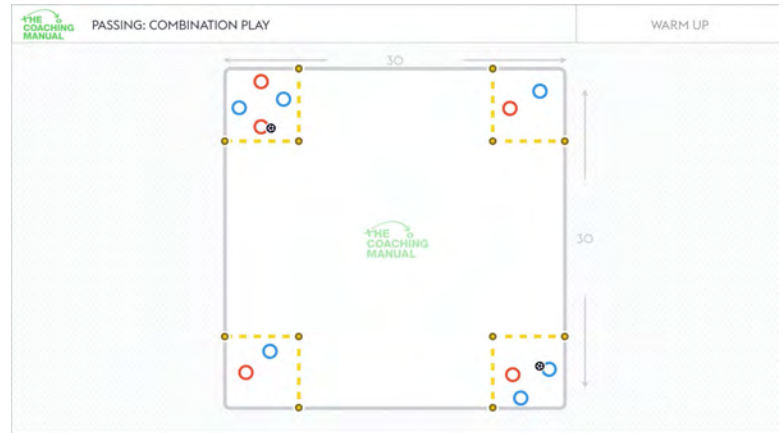 THE
COACHING
MANUAL
PASSING: COMBINATION PLAY
WARM UP
30
THE
COACHING
MANUAL
30